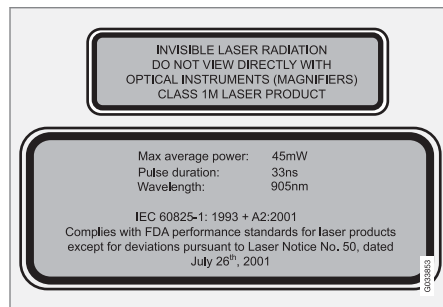 INVISIBLE LASER RADIATION
DO NOT VIEW DIRECTLY WITH
OPTICAL INSTRUMENTS (MAGNIFIERS)
CLASS 1M LASER PRODUCT
Max average power: 45mW
Pulse duration: 33ns
Wavelength: 905nm
IEC 60825-1: 1993 + A2:2001
Complies with FDA performance standards for laser products
except for deviations pursuant to Laser Notice No. 50, dated
July 26th, 2001
G033853